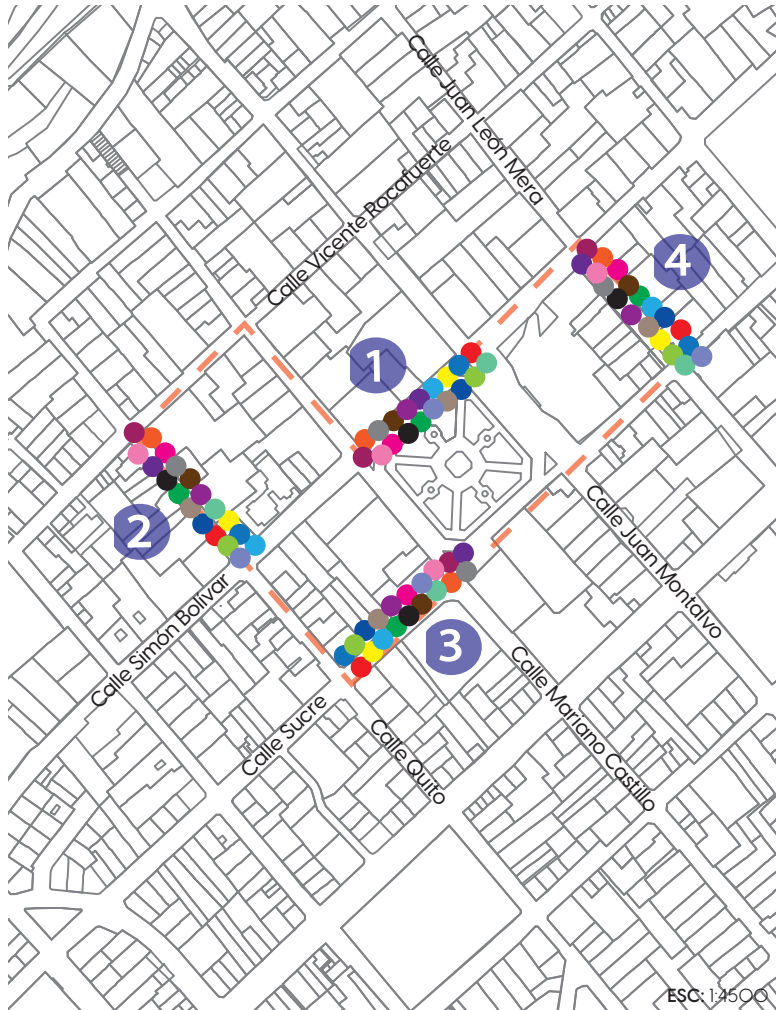 Calle Juan León Mera
Calle Vicente Rocafuerte
4
1
2
Calle Juan Montalvo
Calle Simón Bolívar
3
Calle Sucre
Calle Mariano Castillo
Calle Quito
ESC: 1:4500